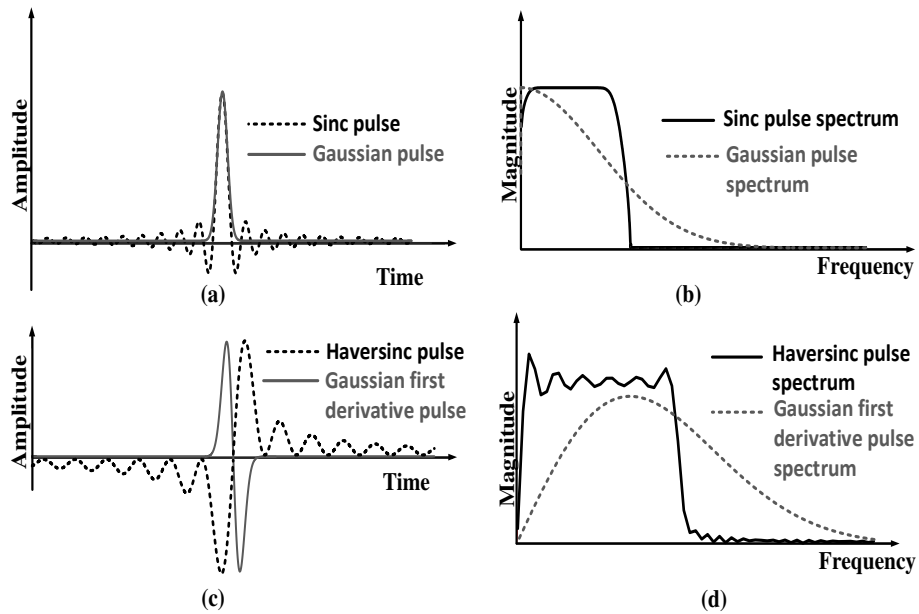 Amplitude
Sinc pulse
Gaussian pulse
Time
(a)
Magnitude
Sinc pulse spectrum
Gaussian pulse
spectrum
Frequency
(b)
Amplitude
Haversinc pulse
Gaussian first
derivative pulse
Time
(c)
Magnitude
Haversinc pulse
spectrum
Gaussian first
derivative pulse
spectrum
Frequency
(d)